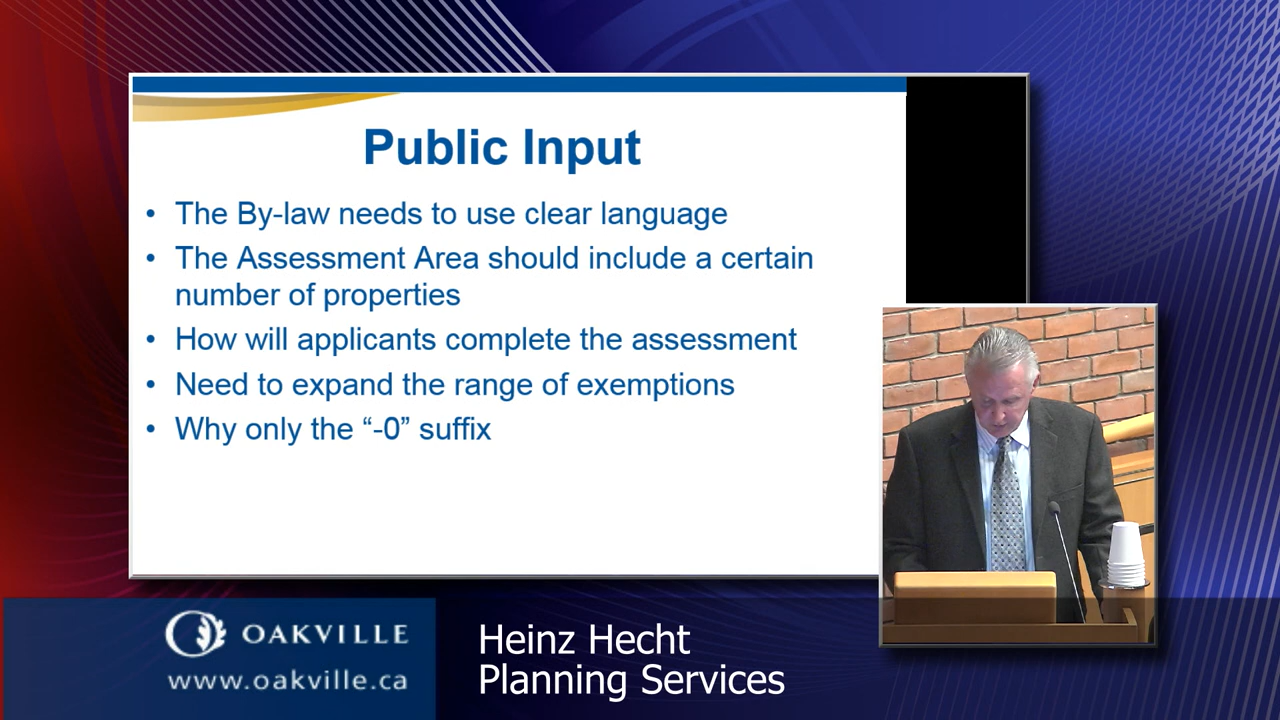 Public Input
• The By-law needs to use clear language
• The Assessment Area should include a certain
number of properties
• How will applicants complete the assessment
• Need to expand the range of exemptions
• Why only the “-0” suffix
OAKVILLE
www.oakville.ca
Heinz Hecht
Planning Services